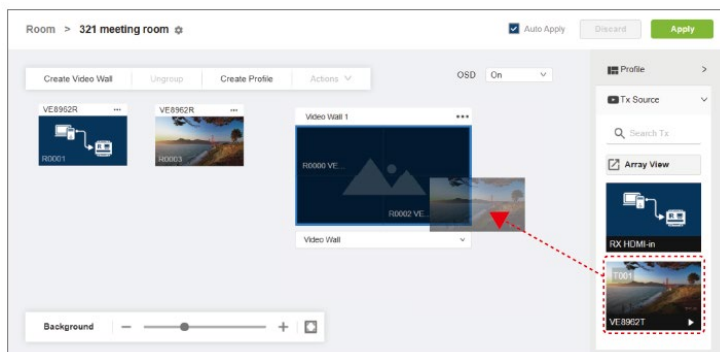 Room > 321 meeting room
Auto Apply
Discard
Apply
Create Video Wall
Ungroup
Create Profile
Actions
OSD
On
Profile
Tx Source
Search Tx
Array View
VE8962R
R0001
VE8962R
R0003
Video Wall 1
R0000 VE...
R0002 VE...
Video Wall
RX HDMI-in
T001
VE8962T
Background